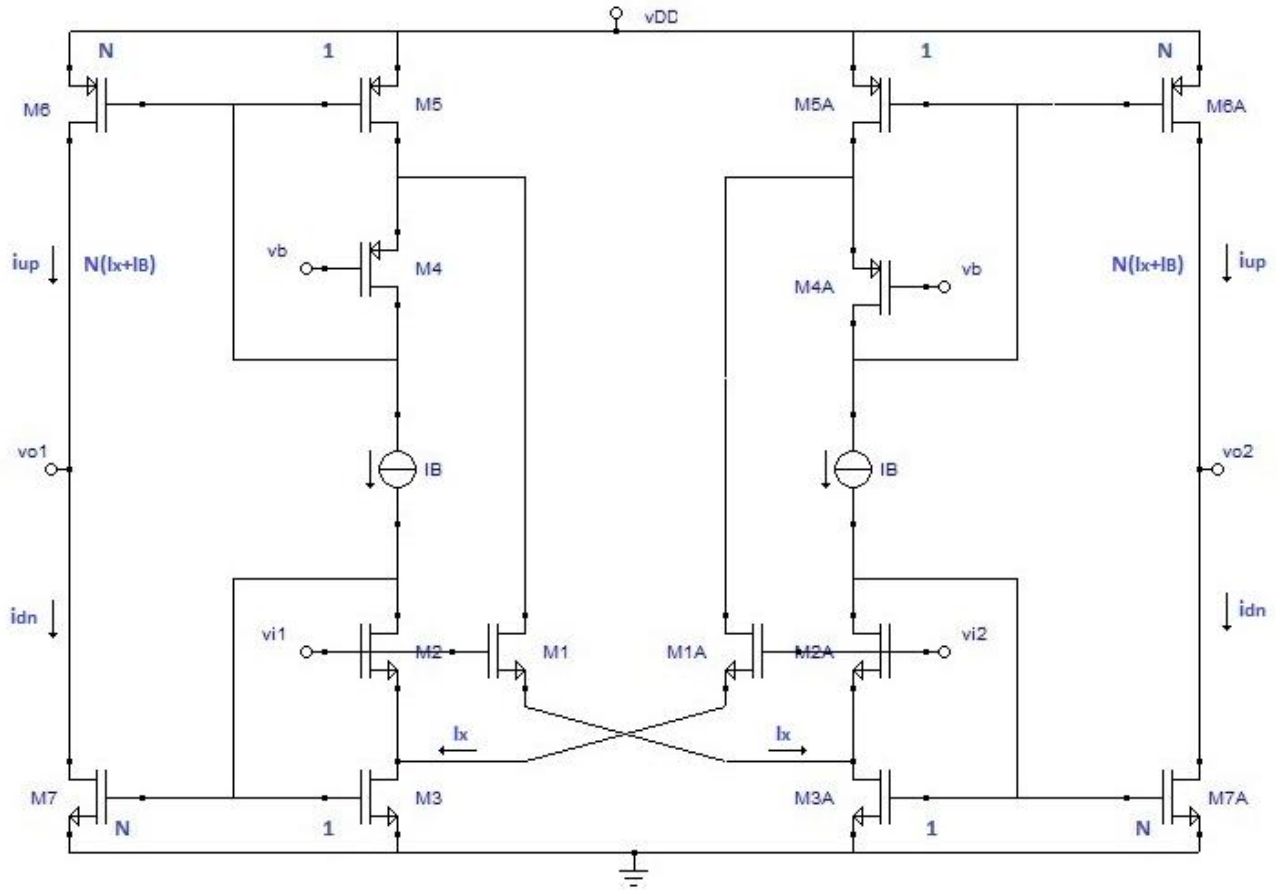 vDD
N 1 1 N
M6 M5 M5A M6A
vb M4 M4A vb
iup N(Ix+IB) N(Ix+IB) iup
vo1 IB IB vo2
idn idn
vi1 M2 M1 M1A M2A vi2
Ix Ix
M7 M3 M3A M7A
N 1 1 N